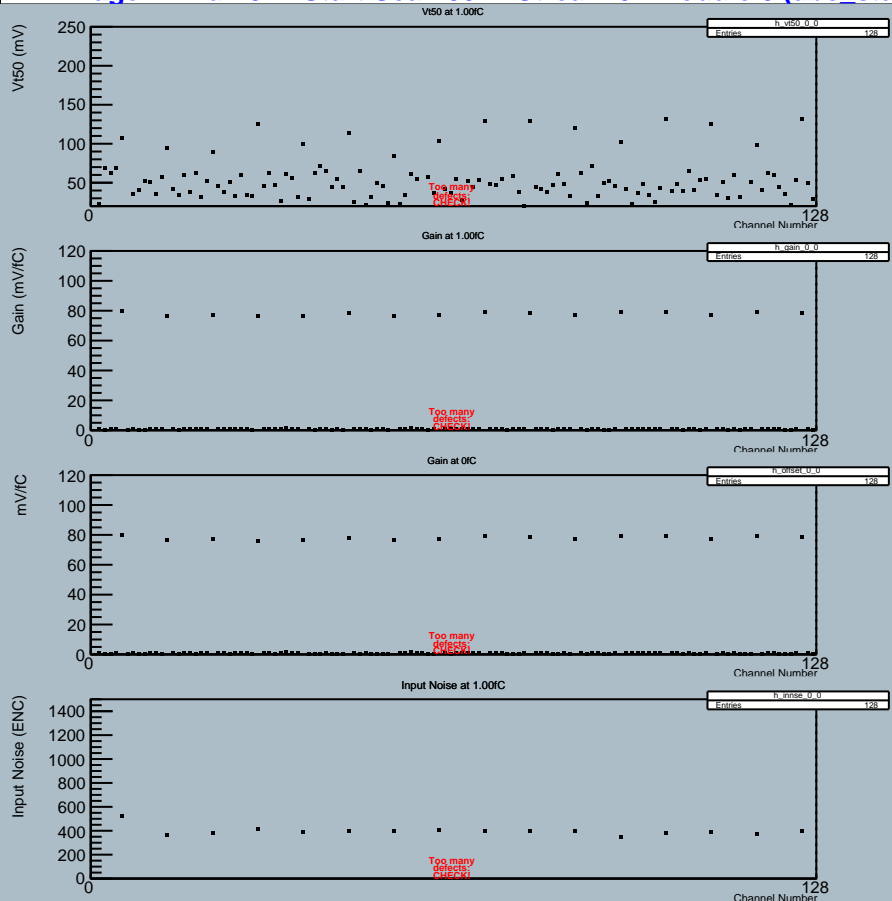 Vt50 at 1.00fC
h_vt50_0_0
Entries 128
Vt50 (mV)
250
200
150
100
50
Too many
defects:
CHECK!
0
128
Channel Number
Gain at 1.00fC
h_gain_0_0
Entries 128
Gain (mV/fC)
120
100
80
60
40
20
0
Too many
defects:
CHECK!
0
128
Channel Number
Gain at 0fC
h_offset_0_0
Entries 128
mV/fC
120
100
80
60
40
20
0
Too many
defects:
CHECK!
0
128
Channel Number
Input Noise at 1.00fC
h_innse_0_0
Entries 128
Input Noise (ENC)
1400
1200
1000
800
600
400
200
0
Too many
defects:
CHECK!
0
128
Channel Number